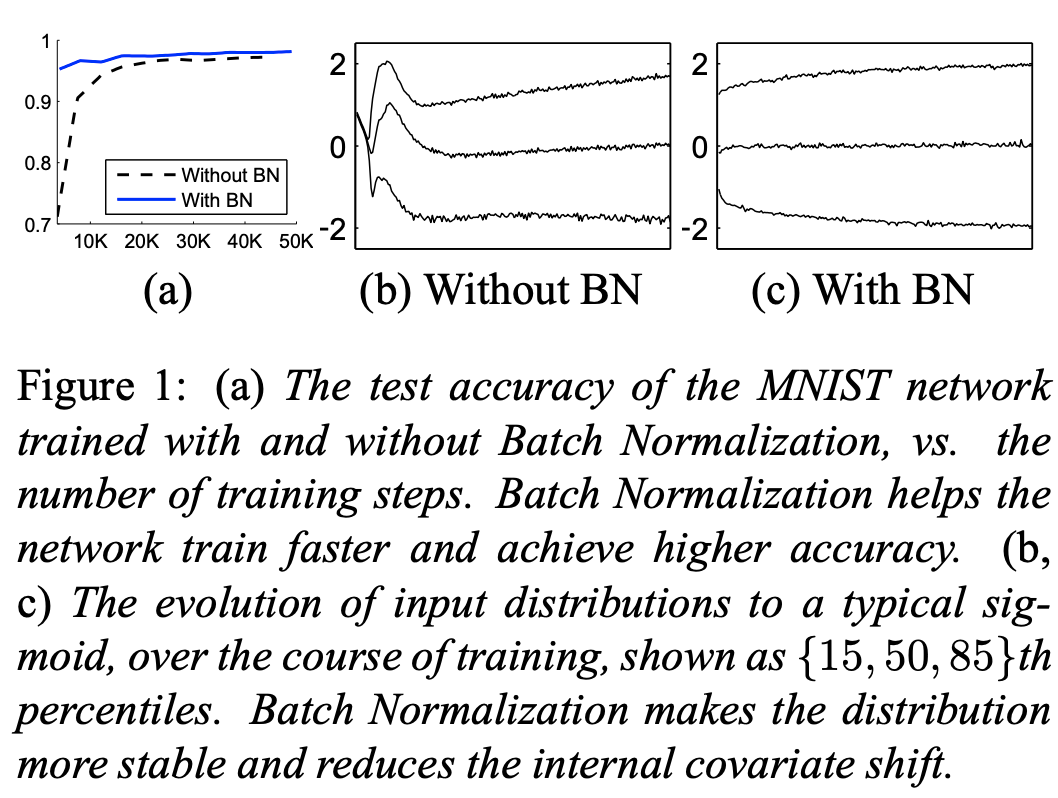 1
0.9
0.8
0.7
10K 20K 30K 40K 50K
Without BN
With BN
(a)
2
0
-2
(b) Without BN
2
0
-2
(c) With BN
Figure 1: (a) The test accuracy of the MNIST network
trained with and without Batch Normalization, vs. the
number of training steps. Batch Normalization helps the
network train faster and achieve higher accuracy. (b,
c) The evolution of input distributions to a typical sig-
moid, over the course of training, shown as {15, 50, 85}th
percentiles. Batch Normalization makes the distribution
more stable and reduces the internal covariate shift.